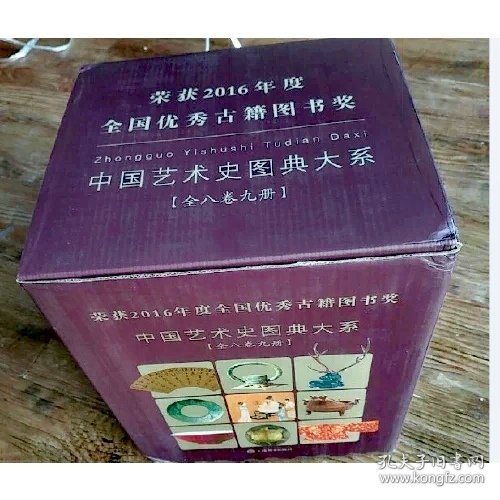 荣获2016年度
全国优秀古籍图书奖
Zhongguo Yishushi Tudian Daxi
中国艺术史图典大系
【全八卷九册】
荣获2016年度全国优秀古籍图书奖
中国艺术史图典大系
【全八卷九册】
孔夫子旧书网
www.kongfz.com